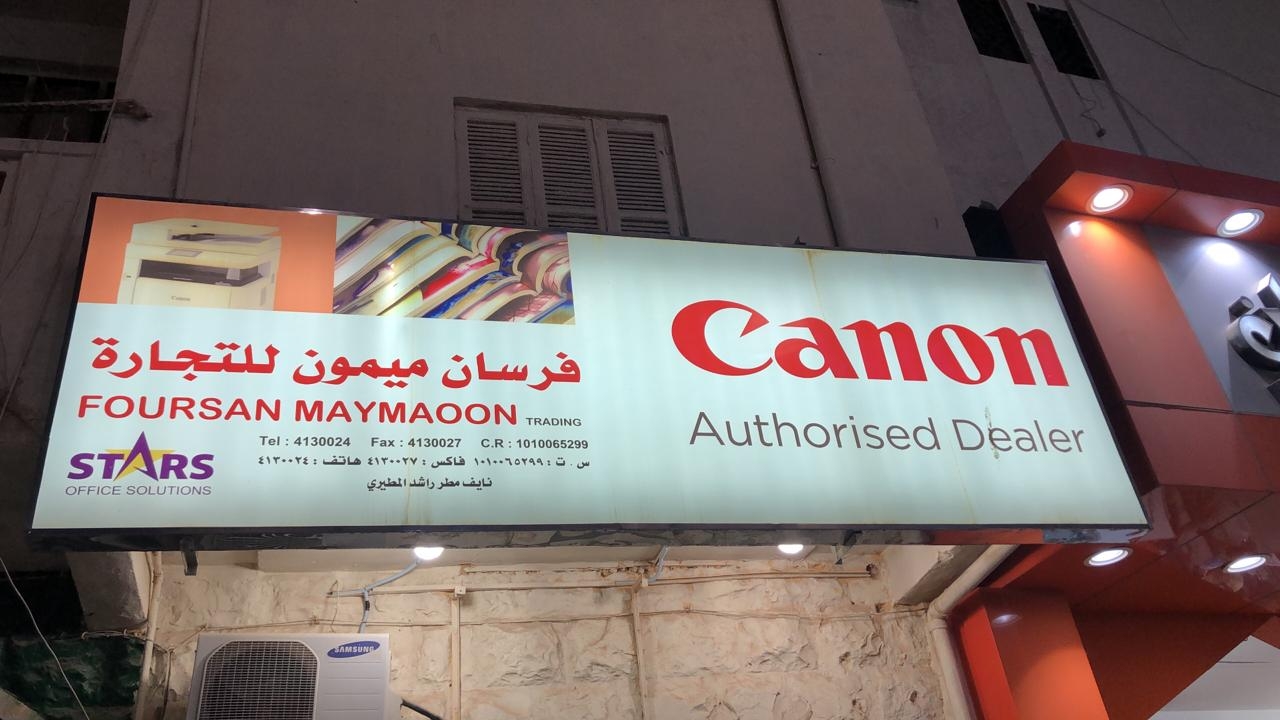 Canon
فرسان ميمون للتجارة
FOURSAN MAYMAOON TRADING
Tel : 4130024 Fax : 4130027 C.R : 1010065299
س . ت : ١٠١٠٠٦٥٢٩٩ فاكس : ٤١٣٠٠٢٧ هاتف : ٤١٣٠٠٢٤
نايف مطر راشد المطيري
STARS
OFFICE SOLUTIONS
Canon
Authorised Dealer
SAMSUNG